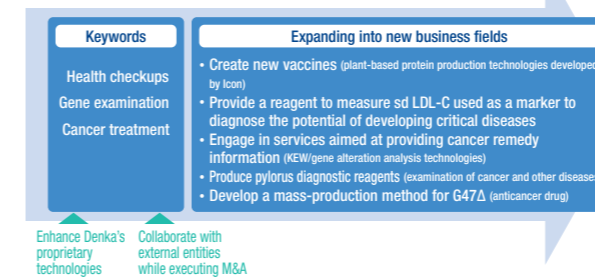 Keywords
Health checkups
Gene examination
Cancer treatment
Expanding into new business fields
• Create new vaccines (plant-based protein production technologies developed
by Icon)
• Provide a reagent to measure sd LDL-C used as a marker to
diagnose the potential of developing critical diseases
• Engage in services aimed at providing cancer remedy
information (KEW/gene alteration analysis technologies)
• Produce pylorus diagnostic reagents (examination of cancer and other diseases
• Develop a mass-production method for G47Δ (anticancer drug)
Enhance Denka's
proprietary
technologies
Collaborate with
external entities
while executing M&A